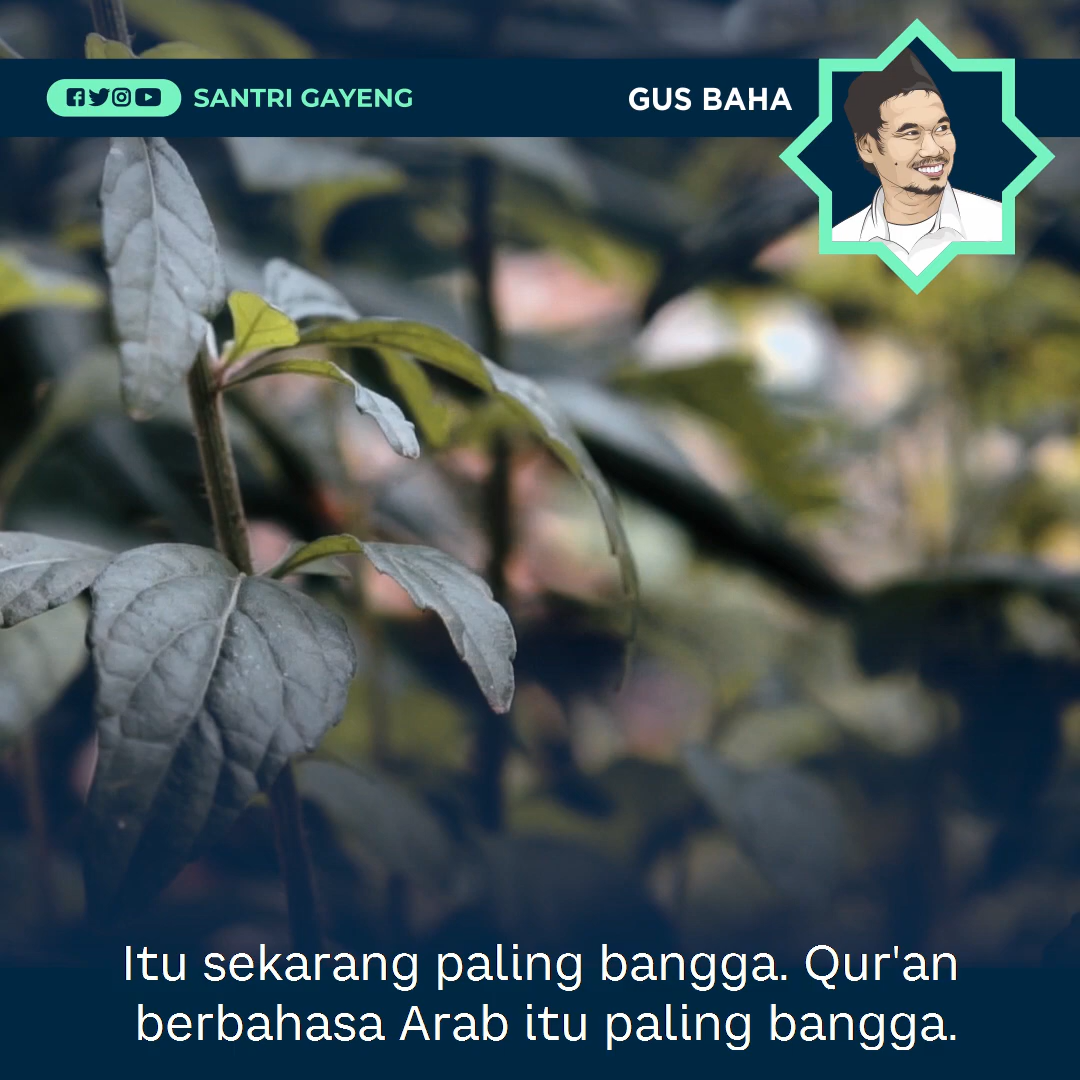 SANTRI GAYENG
GUS BAHA
Itu sekarang paling bangga. Qur'an
berbahasa Arab itu paling bangga.